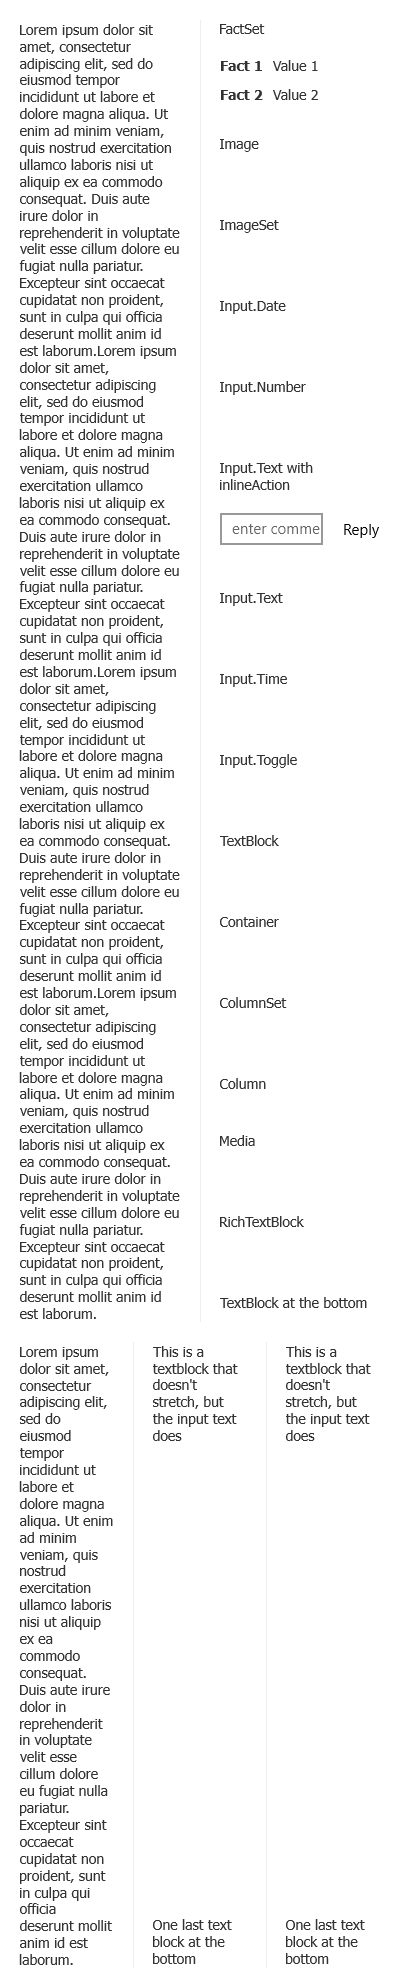 Lorem ipsum dolor sit
amet, consectetur
adipiscing elit, sed do
eiusmod tempor
incididunt ut labore et
dolore magna aliqua. Ut
enim ad minim veniam,
quis nostrud exercitation
ullamco laboris nisi ut
aliquip ex ea commodo
consequat. Duis aute
irure dolor in
reprehenderit in voluptate
velit esse cillum dolore eu
fugiat nulla pariatur.
Excepteur sint occaecat
cupidatat non proident,
sunt in culpa qui officia
deserunt mollit anim id
est laborum.Lorem ipsum
dolor sit amet,
consectetur adipiscing
elit, sed do eiusmod
tempor incididunt ut
labore et dolore magna
aliqua. Ut enim ad minim
veniam, quis nostrud
exercitation ullamco
laboris nisi ut aliquip ex
ea commodo consequat.
Duis aute irure dolor in
reprehenderit in voluptate
velit esse cillum dolore eu
fugiat nulla pariatur.
Excepteur sint occaecat
cupidatat non proident,
sunt in culpa qui officia
deserunt mollit anim id
est laborum.Lorem ipsum
dolor sit amet,
consectetur adipiscing
elit, sed do eiusmod
tempor incididunt ut
labore et dolore magna
aliqua. Ut enim ad minim
veniam, quis nostrud
exercitation ullamco
laboris nisi ut aliquip ex
ea commodo consequat.
Duis aute irure dolor in
reprehenderit in voluptate
velit esse cillum dolore eu
fugiat nulla pariatur.
Excepteur sint occaecat
cupidatat non proident,
sunt in culpa qui officia
deserunt mollit anim id
est laborum.Lorem ipsum
dolor sit amet,
consectetur adipiscing
elit, sed do eiusmod
tempor incididunt ut
labore et dolore magna
aliqua. Ut enim ad minim
veniam, quis nostrud
exercitation ullamco
laboris nisi ut aliquip ex
ea commodo consequat.
Duis aute irure dolor in
reprehenderit in voluptate
velit esse cillum dolore eu
fugiat nulla pariatur.
Excepteur sint occaecat
cupidatat non proident,
sunt in culpa qui officia
deserunt mollit anim id
est laborum.
FactSet
Fact 1 Value 1
Fact 2 Value 2
Image
ImageSet
Input.Date
Input.Number
Input.Text with
inlineAction
enter comme Reply
Input.Text
Input.Time
Input.Toggle
TextBlock
Container
ColumnSet
Column
Media
RichTextBlock
TextBlock at the bottom
Lorem ipsum
dolor sit amet,
consectetur
adipiscing elit,
sed do
eiusmod
tempor
incididunt ut
labore et
dolore magna
aliqua. Ut enim
ad minim
veniam, quis
nostrud
exercitation
ullamco laboris
nisi ut aliquip
ex ea
commodo
consequat.
Duis aute irure
dolor in
reprehenderit
in voluptate
velit esse
cillum dolore
eu fugiat nulla
pariatur.
Excepteur sint
occaecat
cupidatat non
proident, sunt
in culpa qui
officia
deserunt mollit
anim id est
laborum.
This is a
textblock that
doesn't
stretch, but
the input text
does
One last text
block at the
bottom
This is a
textblock that
doesn't
stretch, but
the input text
does
One last text
block at the
bottom